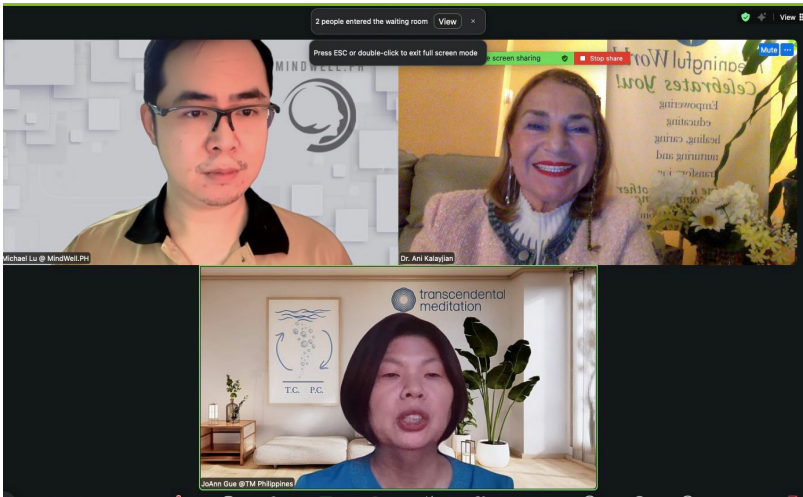 2 people entered the waiting room View ×
View
Press ESC or double-click to exit full screen mode
e screen sharing
Stop share
Mute ...
MINDWELL.PH
Meaningful World
Celebrates You!
Empowering
educating
healing, caring
nurturing and
Michael Lu @ MindWell.PH
Dr. Ani Kalayjian
transcendental
meditation
T.C. P.C.
JoAnn Gue @TM Philippines